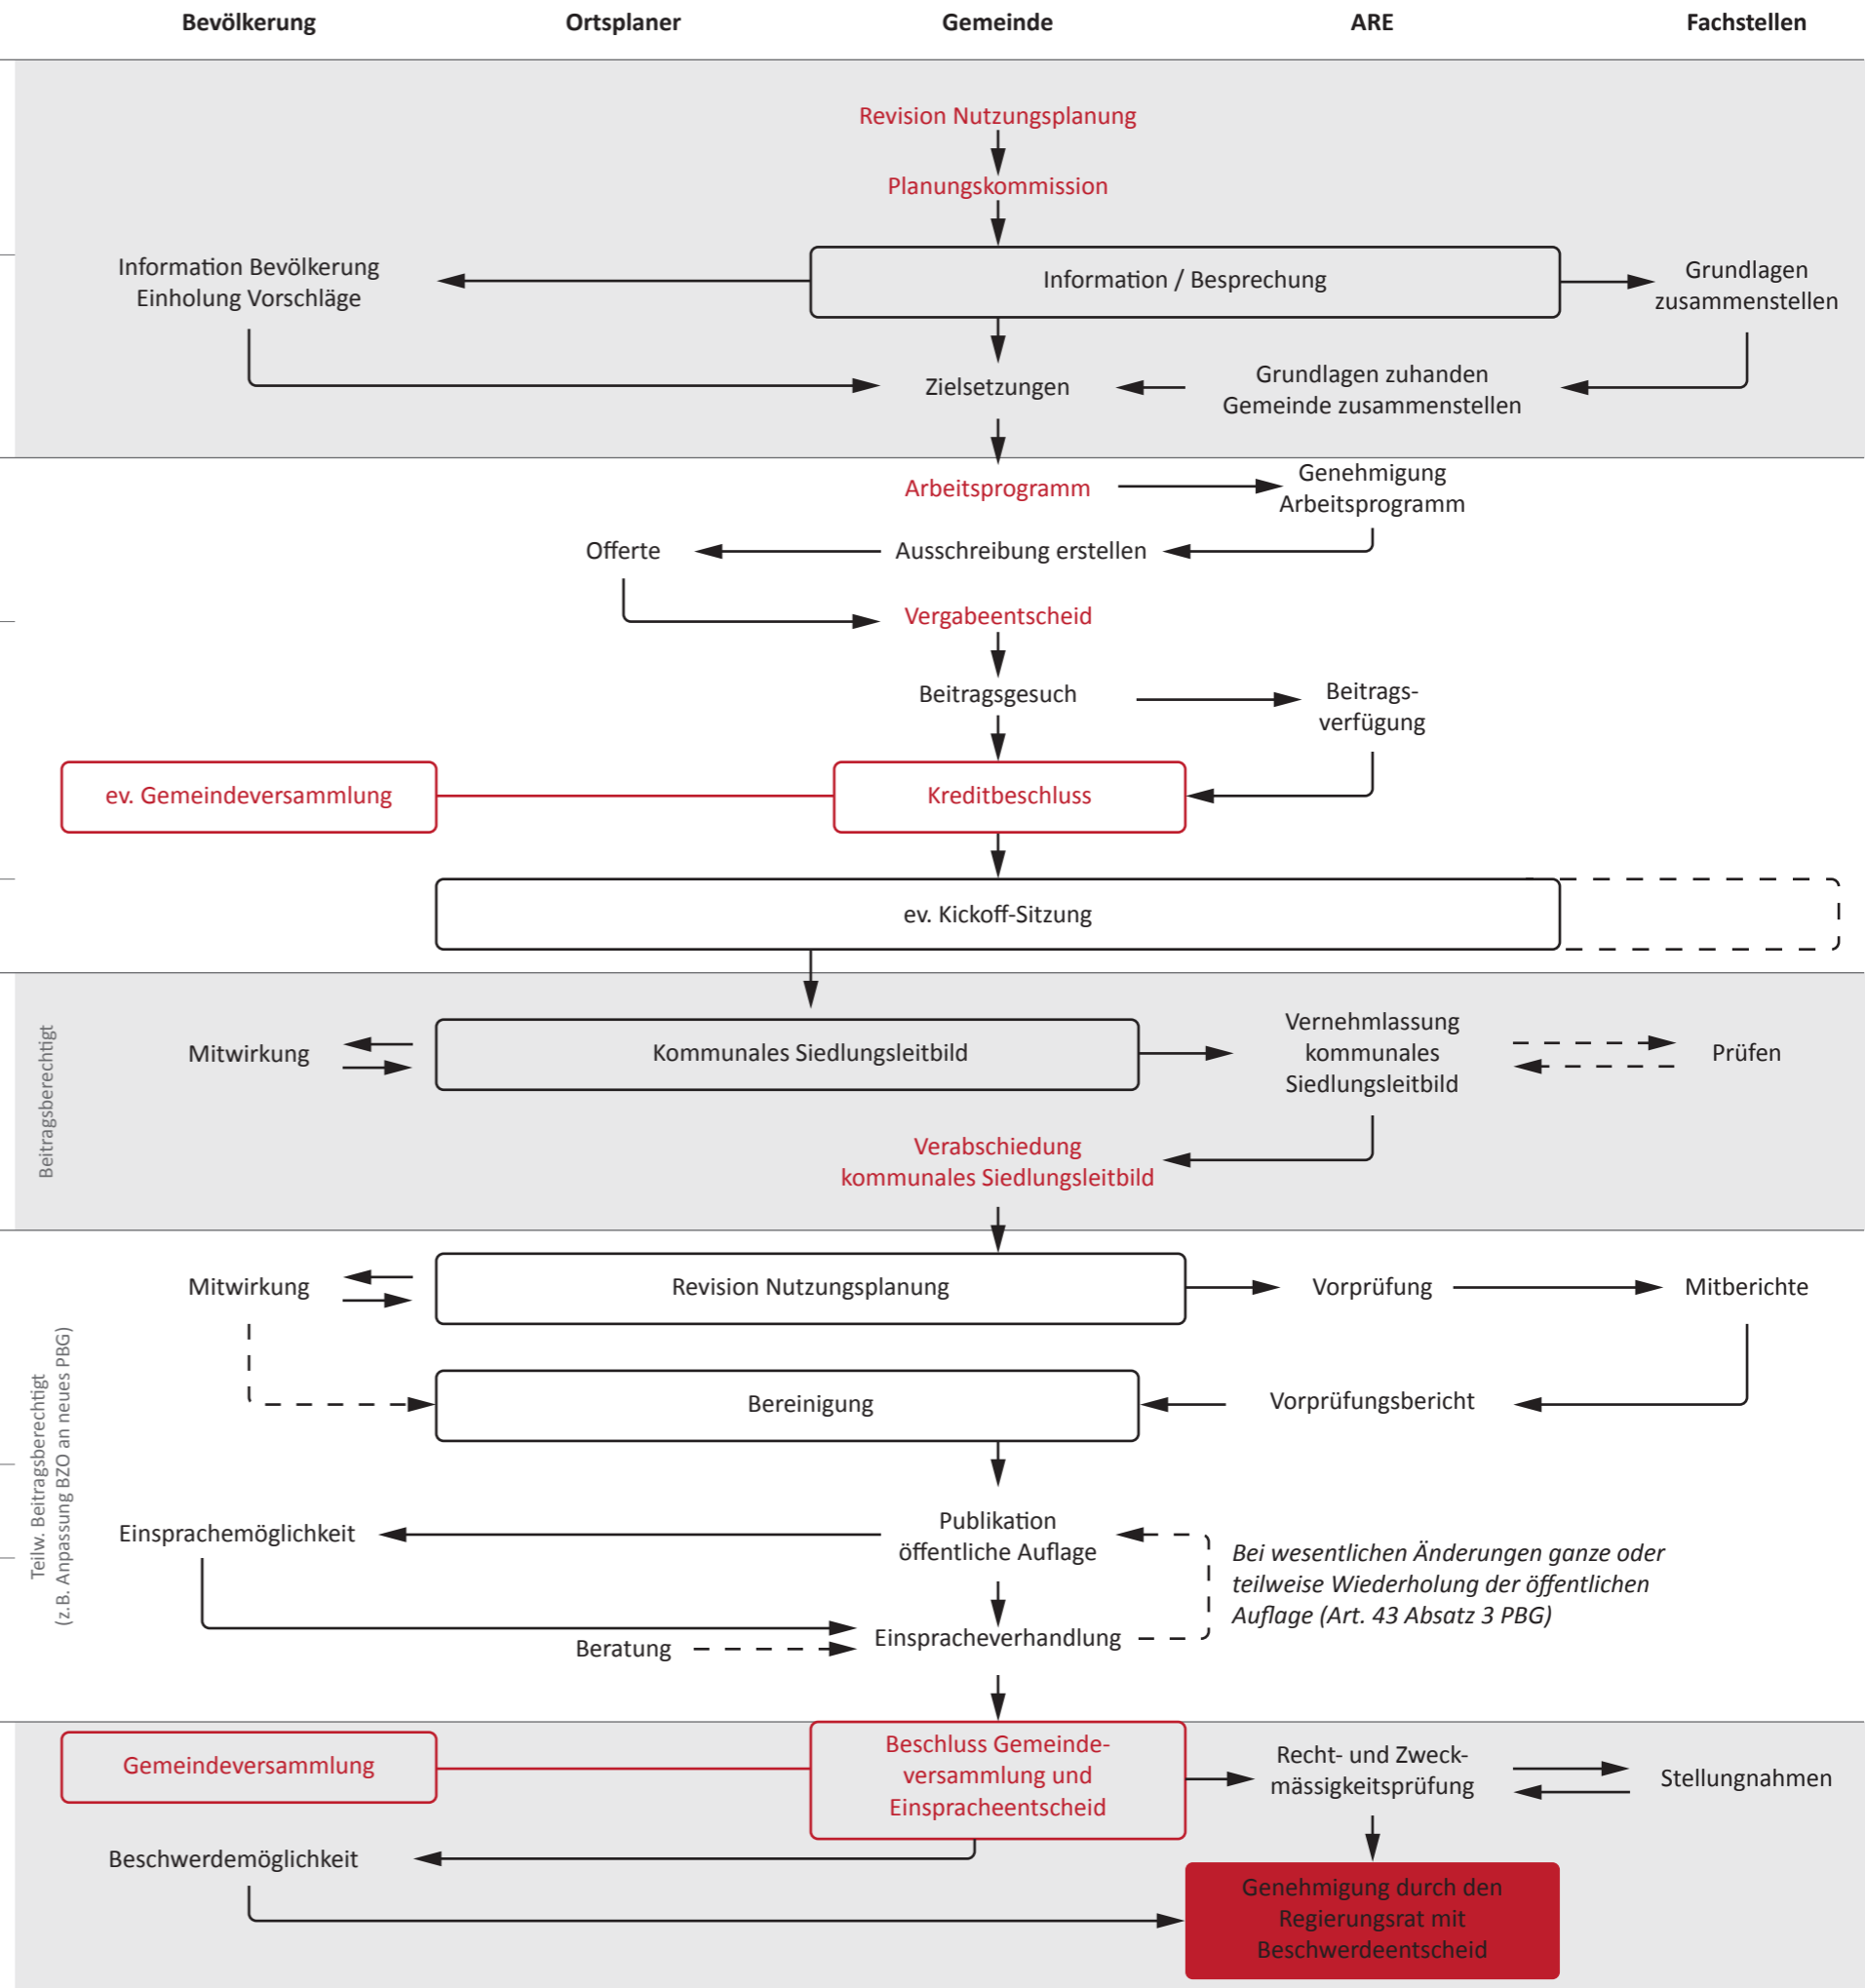 Bevölkerung
Ortsplaner
Gemeinde
ARE
Fachstellen
Revision Nutzungsplanung
Planungskommission
Information Bevölkerung
Einholung Vorschläge
Information / Besprechung
Grundlagen
zusammenstellen
Zielsetzungen
Grundlagen zuhanden
Gemeinde zusammenstellen
Arbeitsprogramm
Genehmigung
Arbeitsprogramm
Offerte
Ausschreibung erstellen
Vergabeentscheid
Beitragsgesuch
Beitrags-
verfügung
ev. Gemeindeversammlung
Kreditbeschluss
ev. Kickoff-Sitzung
Beitragsberechtigt
Mitwirkung
Kommunales Siedlungsleitbild
Vernehmlassung
kommunales
Siedlungsleitbild
Prüfen
Verabschiedung
kommunales Siedlungsleitbild
Teilw. Beitragsberechtigt
(z.B. Anpassung BZO an neues PBG)
Mitwirkung
Revision Nutzungsplanung
Vorprüfung
Mitberichte
Bereinigung
Vorprüfungsbericht
Einsprachemöglichkeit
Publikation
öffentliche Auflage
Bei wesentlichen Änderungen ganze oder
teilweise Wiederholung der öffentlichen
Auflage (Art. 43 Absatz 3 PBG)
Beratung
Einspracheverhandlung
Gemeindeversammlung
Beschluss Gemeinde-
versammlung und
Einspracheentscheid
Recht- und Zweck-
mässigkeitsprüfung
Stellungnahmen
Beschwerdemöglichkeit
Genehmigung durch den
Regierungsrat mit
Beschwerdeentscheid